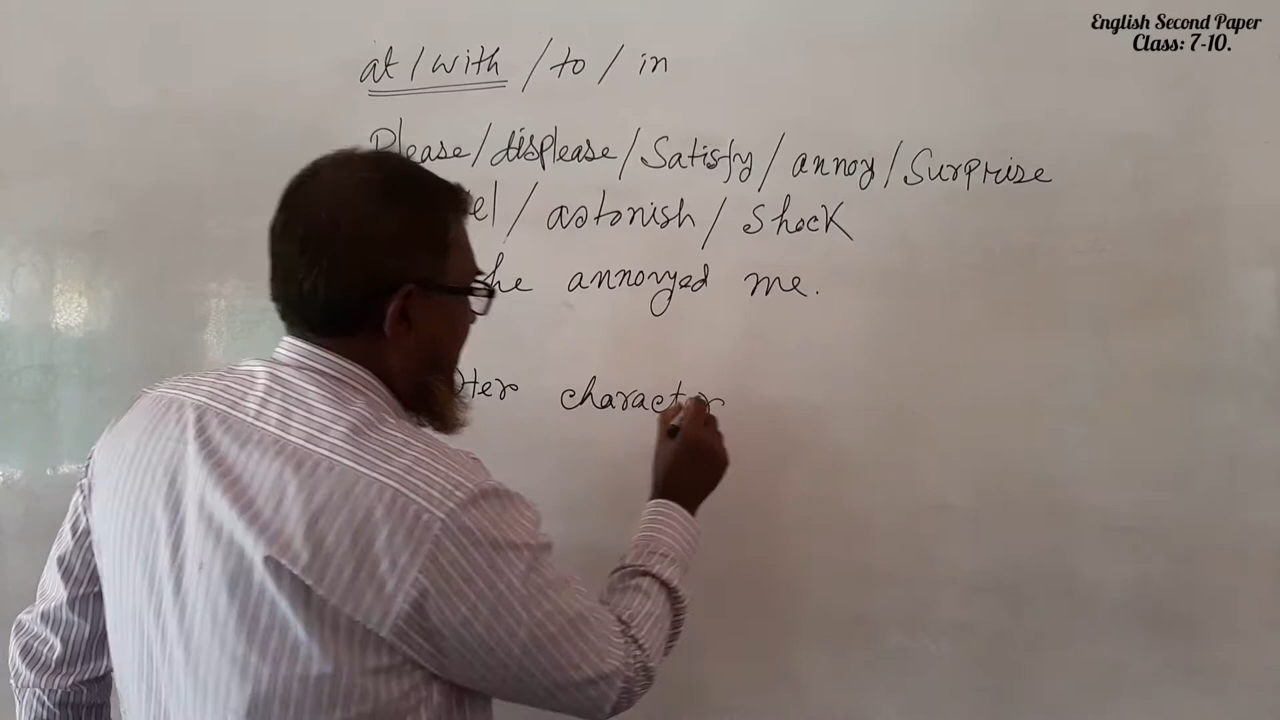 English Second Paper
Class: 7-10.
at / with / to / in
Please / displease / Satisfy / annoy / Surprise
/ astonish / Shock
he annoyed me.
character